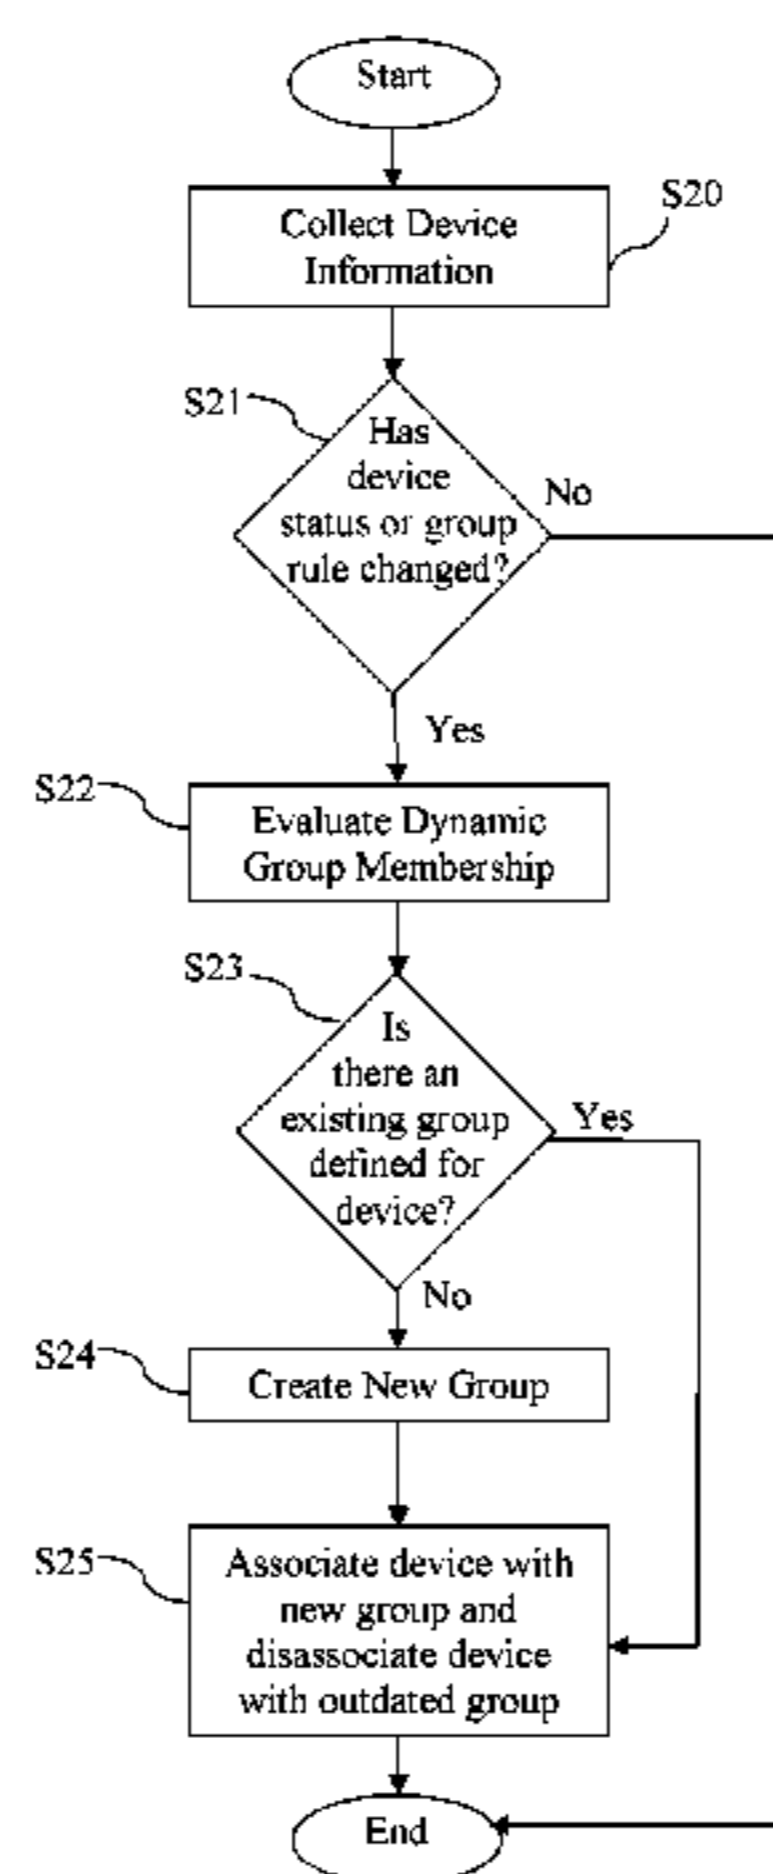 Start
Collect Device
Information
S20
S21
Has
device
status or group
rule changed?
No
Yes
S22
Evaluate Dynamic
Group Membership
S23
Is
there an
existing group
defined for
device?
Yes
No
S24
Create New Group
S25
Associate device with
new group and
disassociate device
with outdated group
End